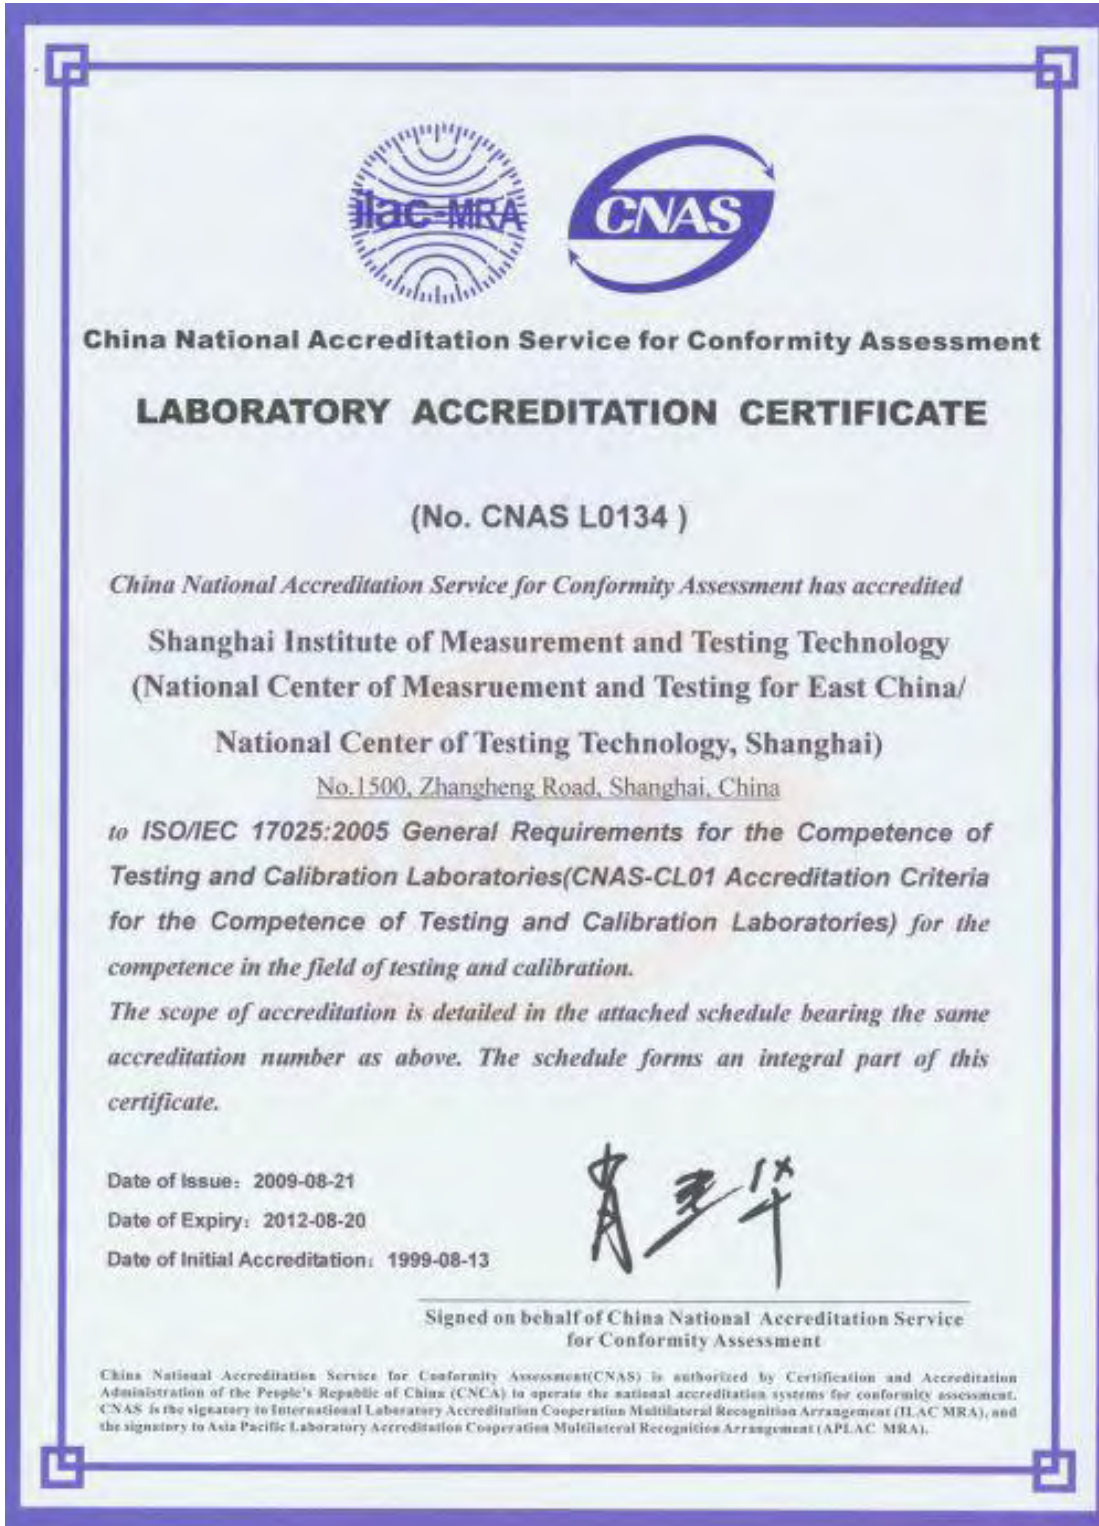 ilac-MRA
CNAS
China National Accreditation Service for Conformity Assessment
LABORATORY ACCREDITATION CERTIFICATE
(No. CNAS L0134 )
China National Accreditation Service for Conformity Assessment has accredited
Shanghai Institute of Measurement and Testing Technology
(National Center of Measruement and Testing for East China/
National Center of Testing Technology, Shanghai)
No.1500, Zhangheng Road, Shanghai, China
to ISO/IEC 17025:2005 General Requirements for the Competence of
Testing and Calibration Laboratories(CNAS-CL01 Accreditation Criteria
for the Competence of Testing and Calibration Laboratories) for the
competence in the field of testing and calibration.
The scope of accreditation is detailed in the attached schedule bearing the same
accreditation number as above. The schedule forms an integral part of this
certificate.
Date of Issue: 2009-08-21
Date of Expiry: 2012-08-20
Date of Initial Accreditation: 1999-08-13
Signed on behalf of China National Accreditation Service
for Conformity Assessment
China National Accreditation Service for Conformity Assessment(CNAS) is authorized by Certification and Accreditation
Administration of the People's Republic of China (CNCA) to operate the national accreditation systems for conformity assessment.
CNAS is the signatory to International Laboratory Accreditation Cooperation Multilateral Recognition Arrangement (ILAC MRA), and
the signatory to Asia Pacific Laboratory Accreditation Cooperation Multilateral Recognition Arrangement (APLAC MRA).